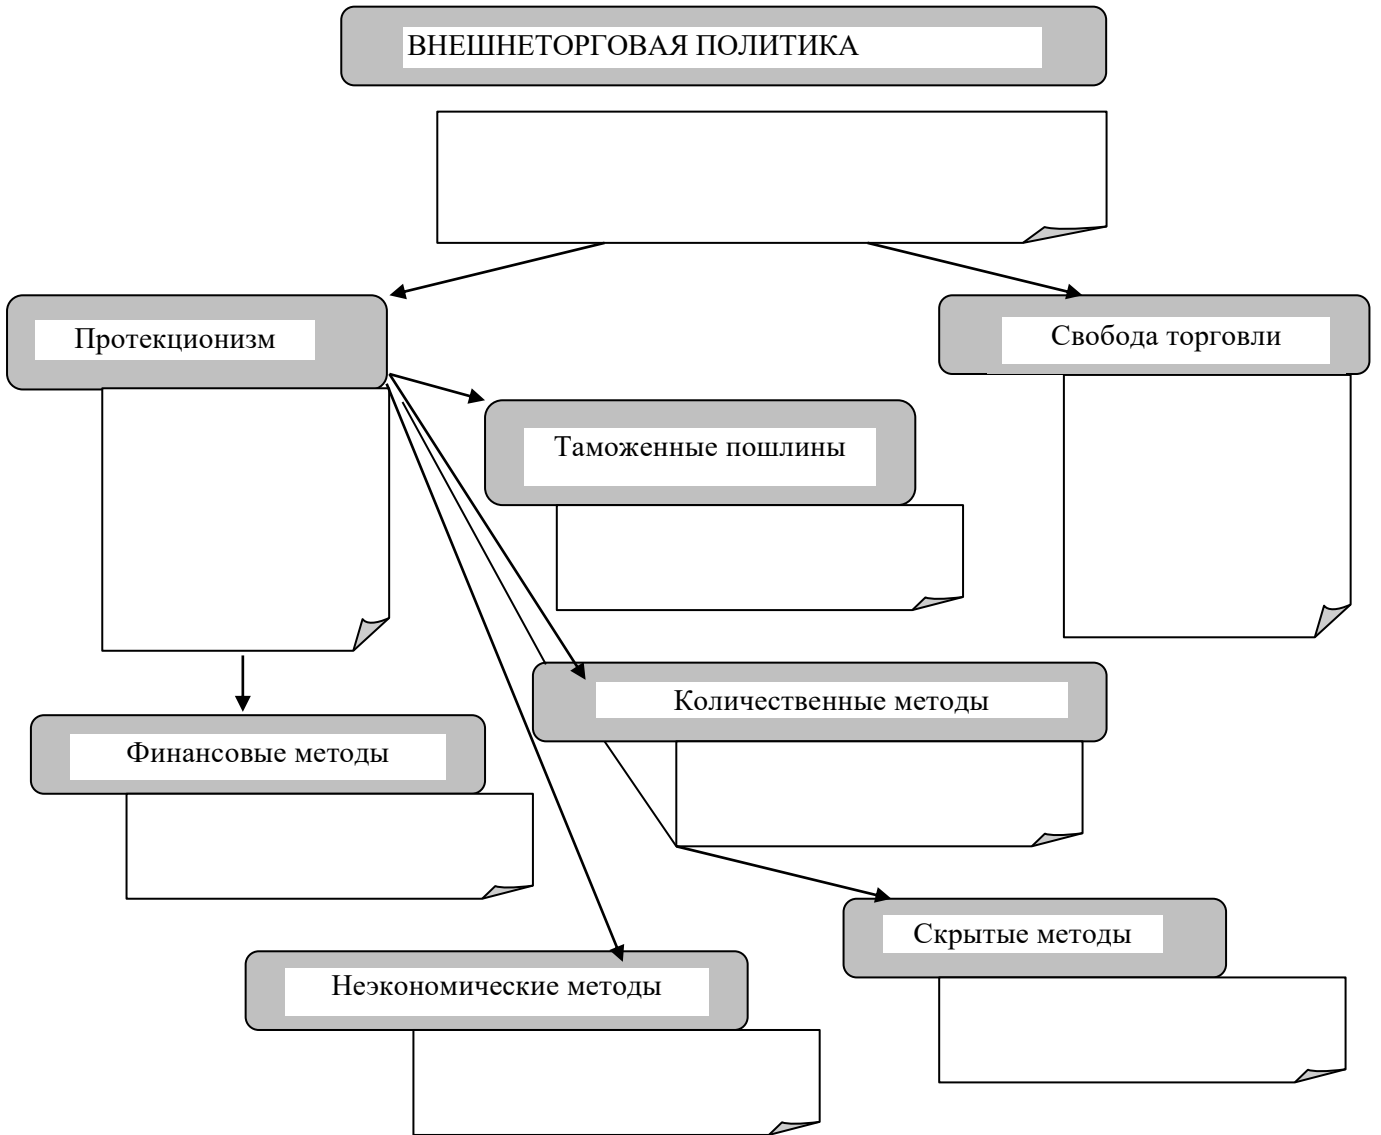 ВНЕШНЕТОРГОВАЯ ПОЛИТИКА
Протекционизм
Свобода торговли
Таможенные пошлины
Количественные методы
Финансовые методы
Скрытые методы
Неэкономические методы